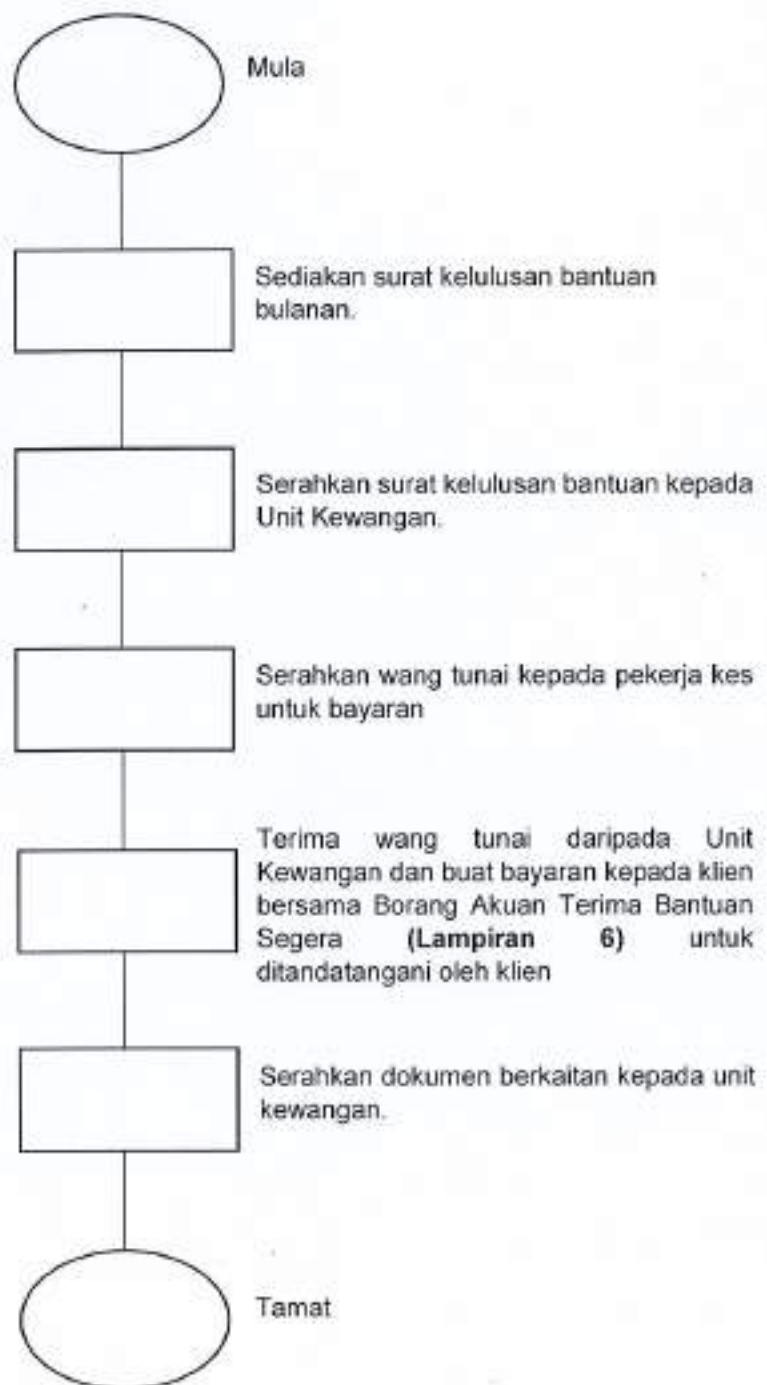 Mula
Sediakan surat kelulusan bantuan
bulanan.
Serahkan surat kelulusan bantuan kepada
Unit Kewangan.
Serahkan wang tunai kepada pekerja kes
untuk bayaran
Terima wang tunai daripada Unit
Kewangan dan buat bayaran kepada klien
bersama Borang Akuan Terima Bantuan
Segera (Lampiran 6) untuk
ditandatangani oleh klien
Serahkan dokumen berkaitan kepada unit
kewangan.
Tamat